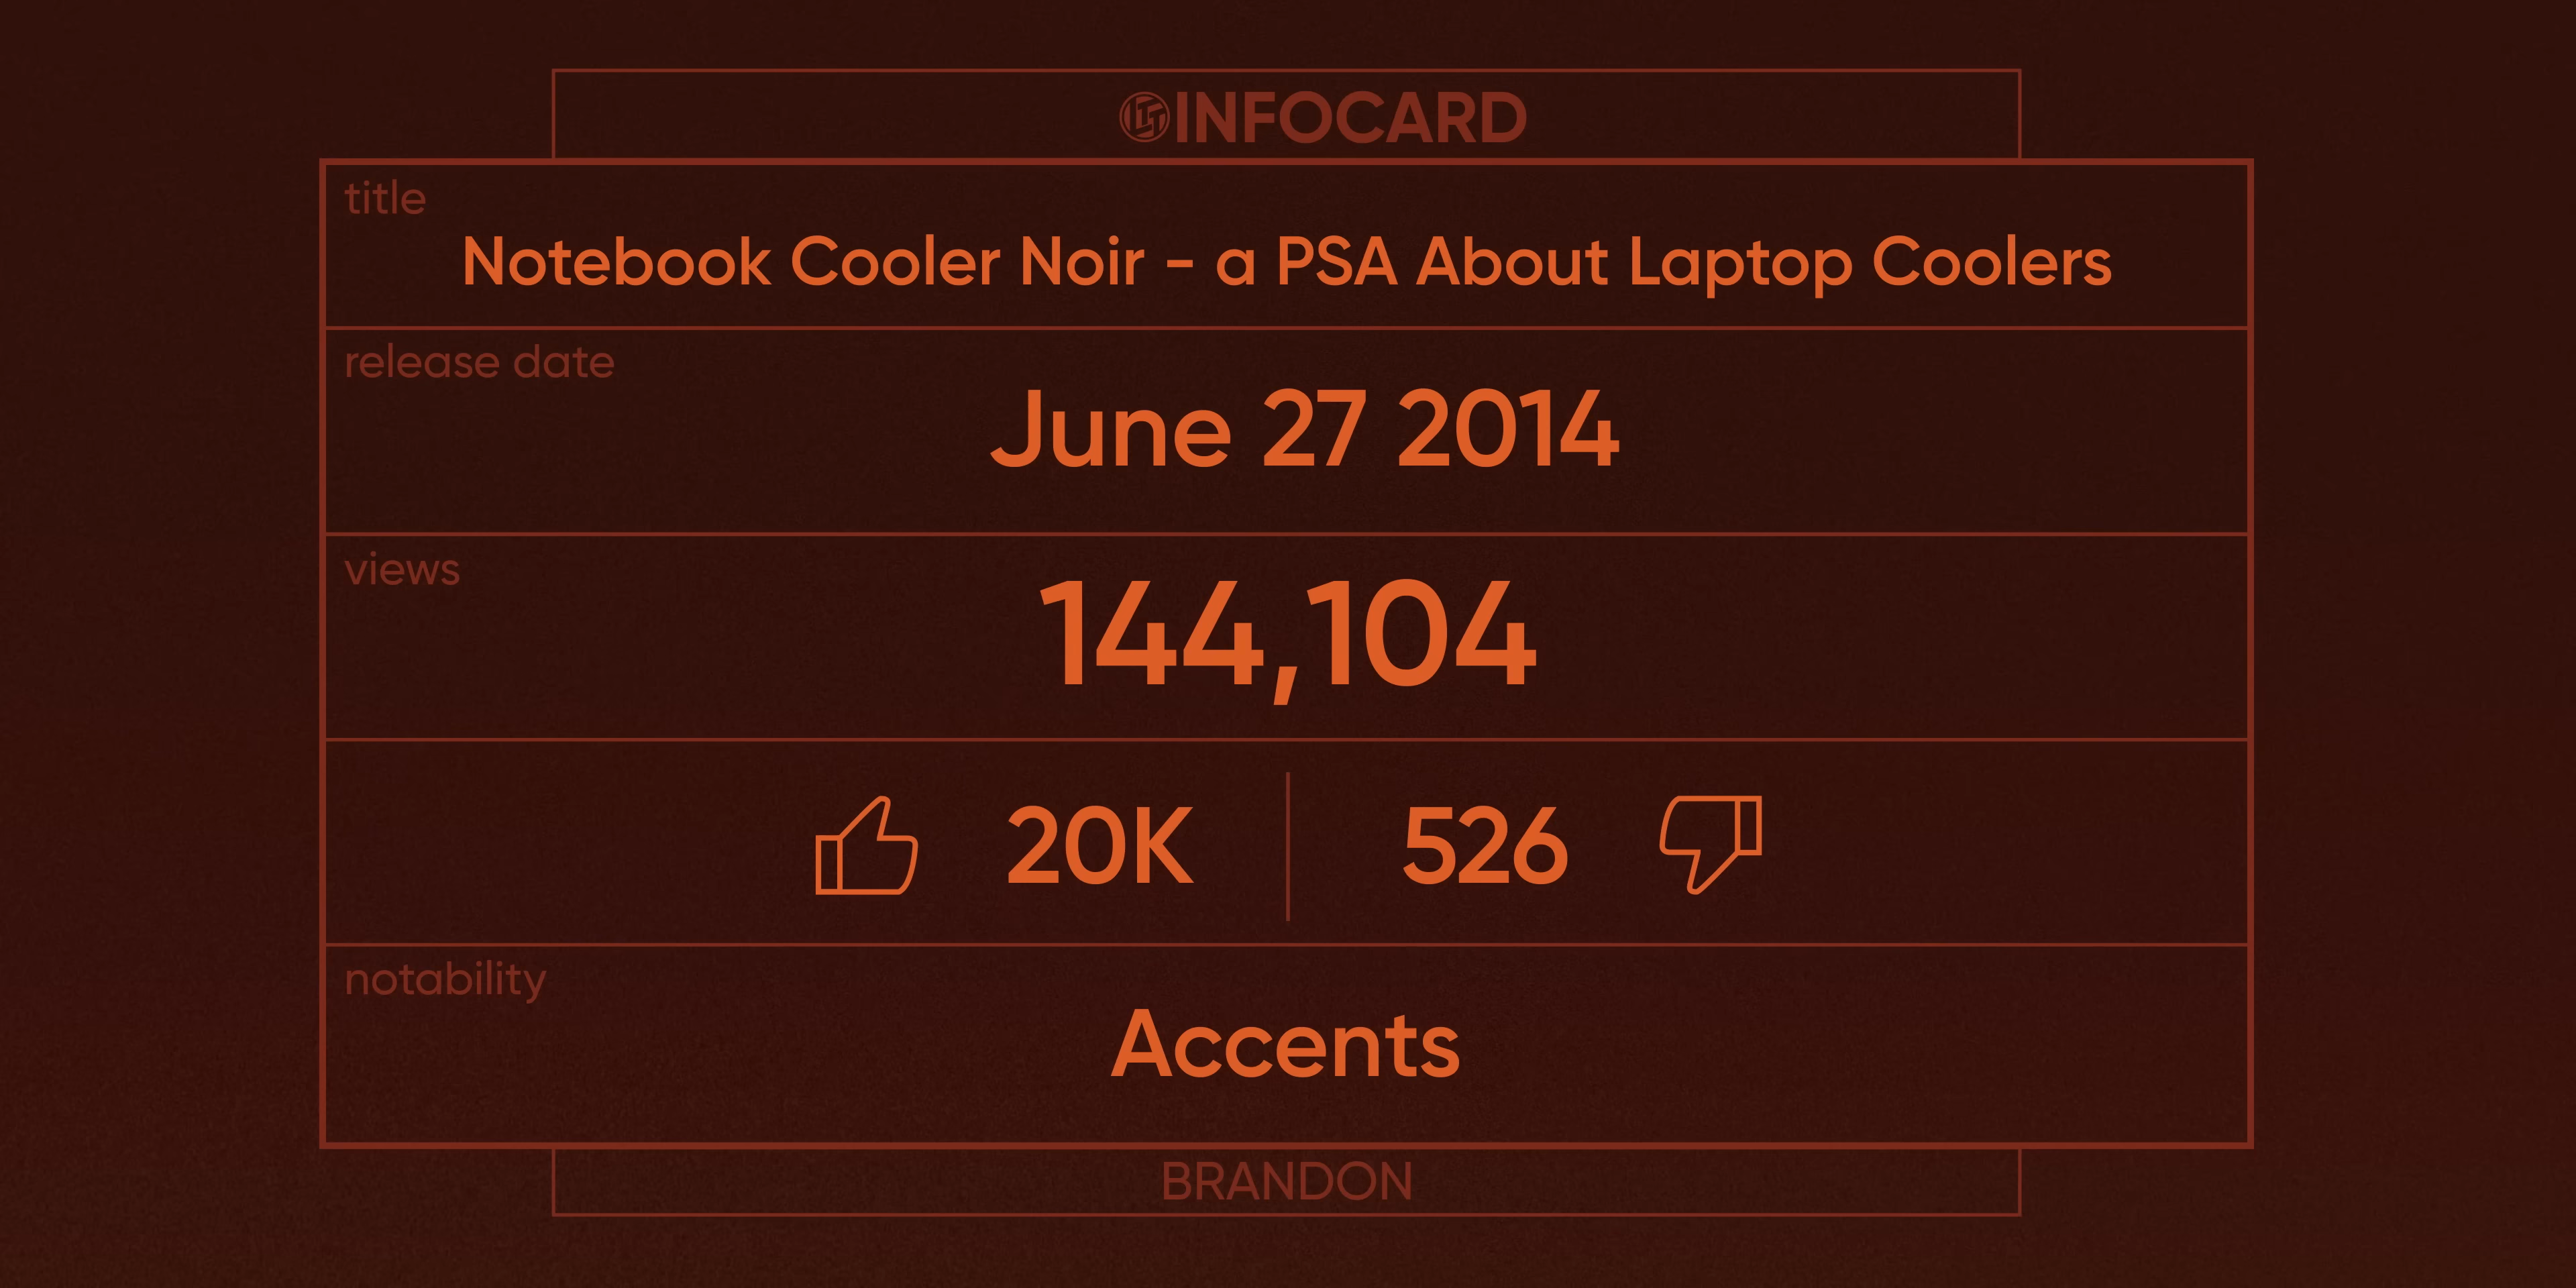 LTT INFOCARD
title
Notebook Cooler Noir - a PSA About Laptop Coolers
release date
June 27 2014
views
144,104
20K
526
notability
Accents
BRANDON